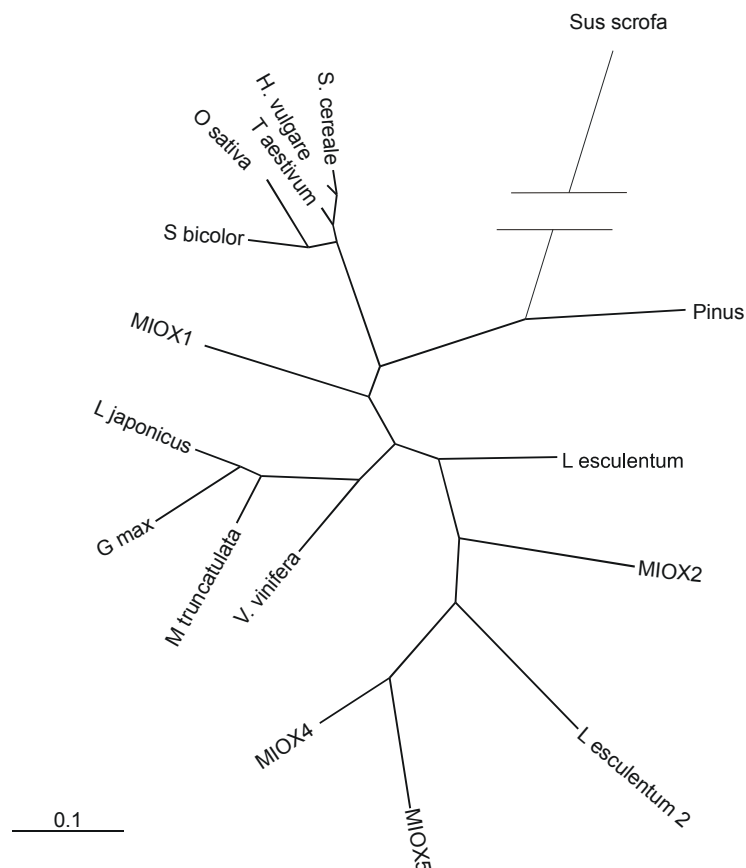 Sus scrofa
S. cereale
H. vulgare
T aestivum
O sativa
S bicolor
Pinus
MIOX1
L japonicus
L esculentum
G max
M truncatulata
V. vinifera
MIOX2
MIOX4
L esculentum 2
MIOX5
0.1